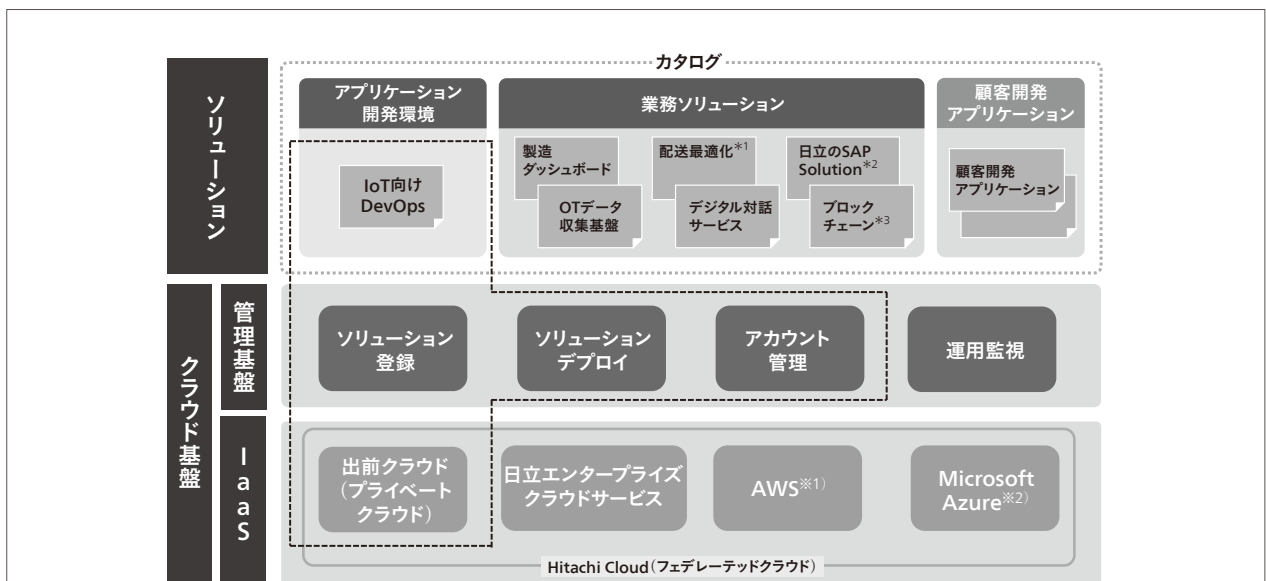 カタログ
ソリューション
アプリケーション
開発環境
IoT向け
DevOps
業務ソリューション
製造
ダッシュボード
OTデータ
収集基盤
配送最適化*1
デジタル対話
サービス
日立のSAP
Solution*2
ブロック
チェーン*3
顧客開発
アプリケーション
顧客開発
アプリケーション
クラウド基盤
管理基盤
ソリューション
登録
ソリューション
デプロイ
アカウント
管理
運用監視
IaaS
出前クラウド
(プライベート
クラウド)
日立エンタープライズ
クラウドサービス
AWS※1)
Microsoft
Azure※2)
Hitachi Cloud(フェデレーテッドクラウド)